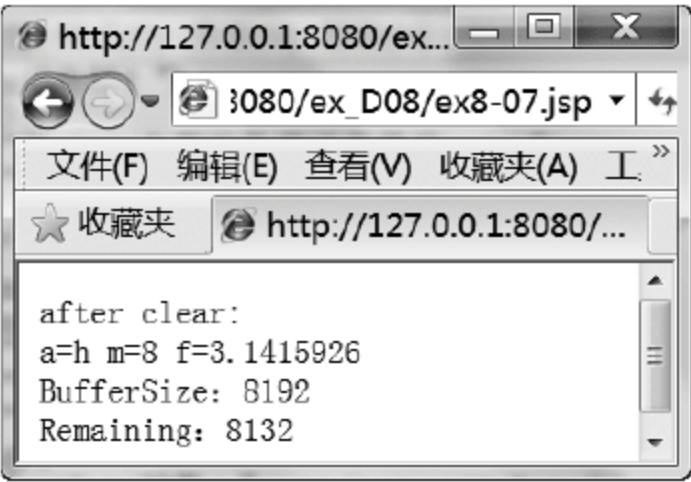 http://127.0.0.1:8080/ex...
:8080/ex_D08/ex8-07.jsp
文件(F) 编辑(E) 查看(V) 收藏夹(A) 工
收藏夹 http://127.0.0.1:8080/...
after clear:
a=h m=8 f=3.1415926
BufferSize: 8192
Remaining: 8132